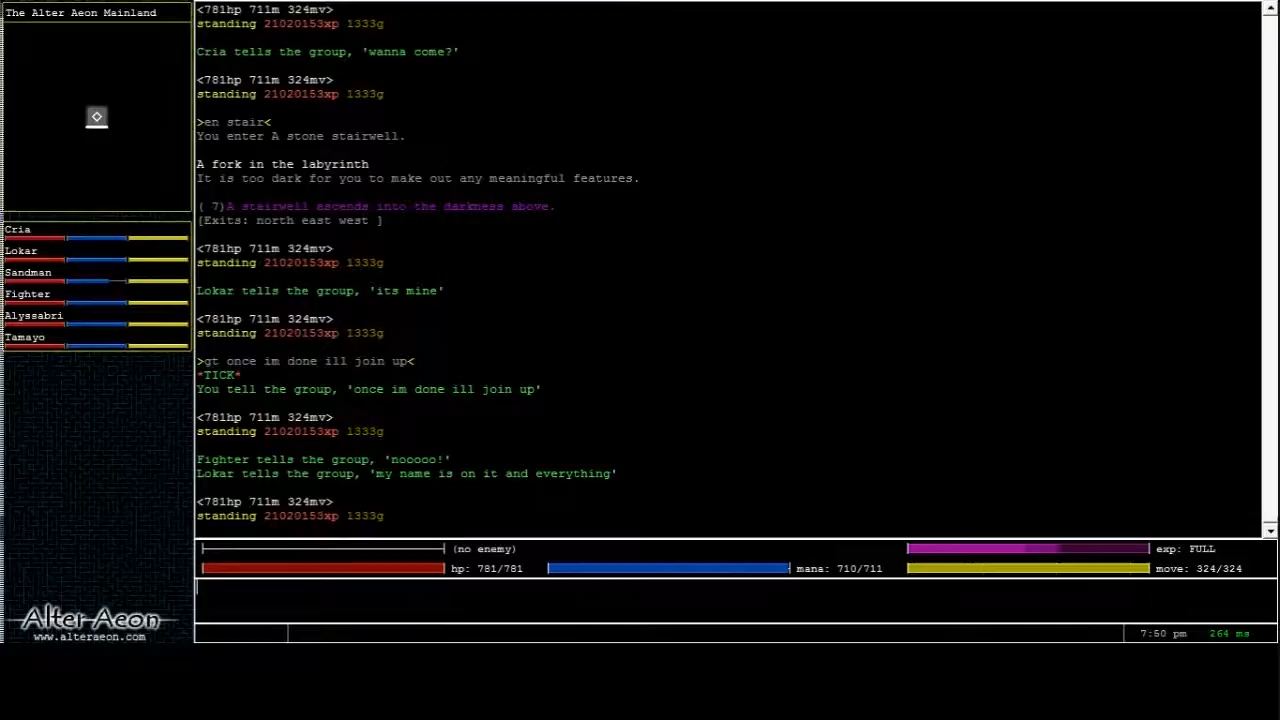 The Alter Aeon Mainland
Cria
Lokar
Sandman
Fighter
Alyssabri
Tamayo
Alter Aeon
www.alteraeon.com
<781hp 711m 324mv>
standing 21020153xp 1333g
Cria tells the group, 'wanna come?'
<781hp 711m 324mv>
standing 21020153xp 1333g
>en stair<
You enter A stone stairwell.
A fork in the labyrinth
It is too dark for you to make out any meaningful features.
( 7)A stairwell ascends into the darkness above.
[Exits: north east west ]
<781hp 711m 324mv>
standing 21020153xp 1333g
Lokar tells the group, 'its mine'
<781hp 711m 324mv>
standing 21020153xp 1333g
>gt once im done ill join up<
*TICK*
You tell the group, 'once im done ill join up'
<781hp 711m 324mv>
standing 21020153xp 1333g
Fighter tells the group, 'nooooo!'
Lokar tells the group, 'my name is on it and everything'
<781hp 711m 324mv>
standing 21020153xp 1333g
(no enemy) exp: FULL
hp: 781/781 mana: 710/711 move: 324/324
7:50 pm 264 ms